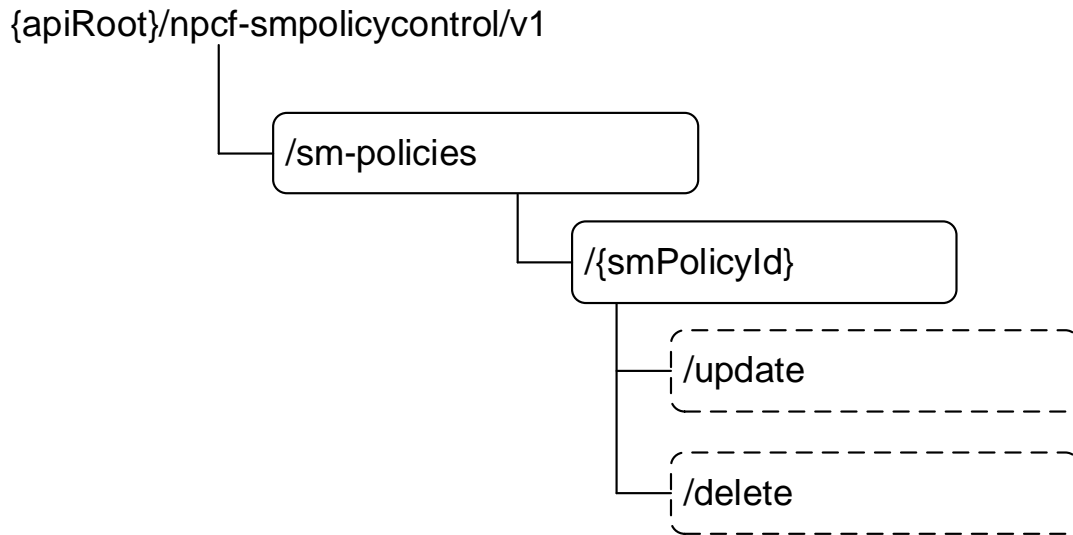 {apiRoot}/npcf-smpolicycontrol/v1
/sm-policies
/{smPolicyId}
/update
/delete